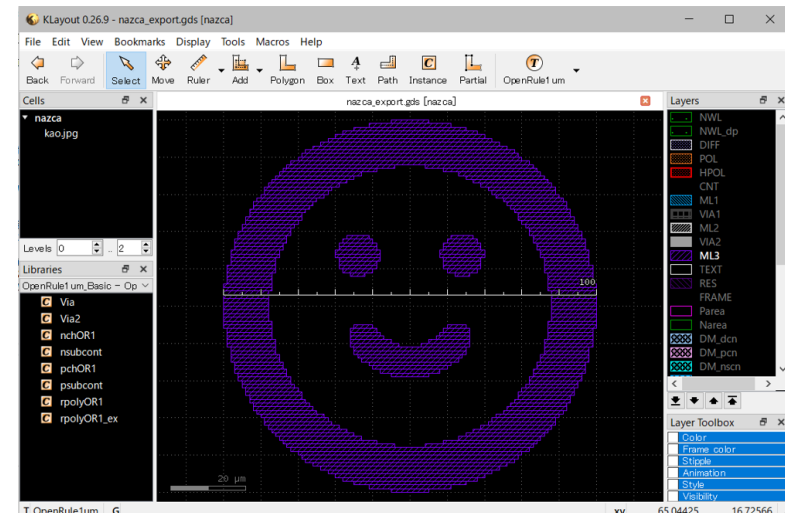 KLayout 0.26.9 - nazca_export.gds [nazca]
File Edit View Bookmarks Display Tools Macros Help
Back Forward Select Move Ruler Add Polygon Box Text Path Instance Partial OpenRule1um
Cells
nazca_export.gds [nazca]
Layers
nazca
kao.jpg
Levels 0 .. 2
Libraries
OpenRule1um_Basic - Op
Via
Via2
nchOR1
nsubcont
pchOR1
psubcont
rpolyOR1
rpolyOR1_ex
100
20 µm
NWL
NWL_dp
DIFF
POL
HPOL
CNT
ML1
VIA1
ML2
VIA2
ML3
TEXT
RES
FRAME
Parea
Narea
DM_dcn
DM_pcn
DM_nscn
Layer Toolbox
Color
Frame color
Stipple
Animation
Style
Visibility
T OpenRule1um G xy 65.04425 16.72566